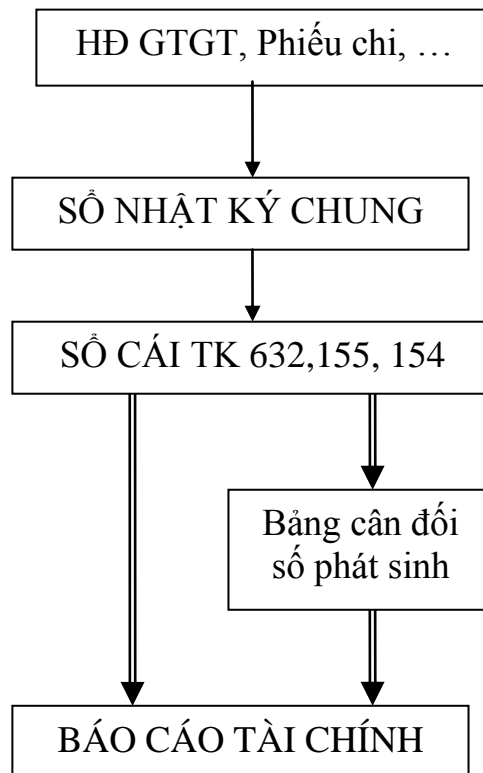 HĐ GTGT, Phiếu chi, …
SỔ NHẬT KÝ CHUNG
SỔ CÁI TK 632,155, 154
Bảng cân đối
số phát sinh
BÁO CÁO TÀI CHÍNH